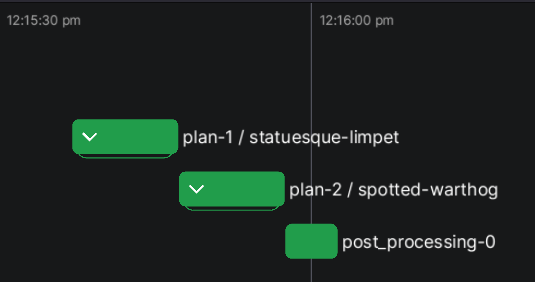 12:15:30 pm
12:16:00 pm
plan-1 / statuesque-limpet
plan-2 / spotted-warthog
post_processing-0